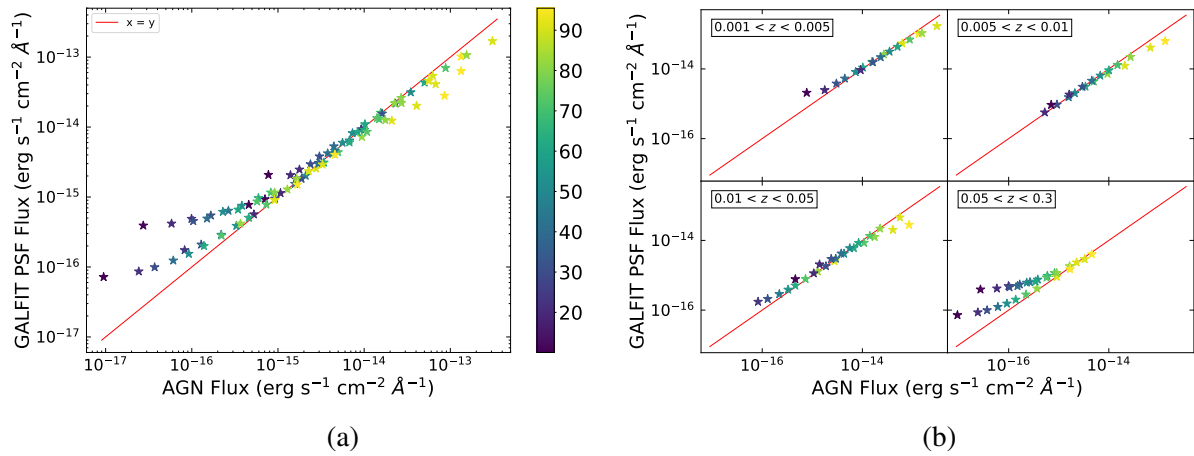 x = y
GALFIT PSF Flux (erg s⁻¹ cm⁻² Å⁻¹)
10⁻¹³
10⁻¹⁴
10⁻¹⁵
10⁻¹⁶
10⁻¹⁷
10⁻¹⁷ 10⁻¹⁶ 10⁻¹⁵ 10⁻¹⁴ 10⁻¹³
AGN Flux (erg s⁻¹ cm⁻² Å⁻¹)
90
80
70
60
50
40
30
20
(a)
GALFIT PSF Flux (erg s⁻¹ cm⁻² Å⁻¹)
0.001 < z < 0.005
0.005 < z < 0.01
10⁻¹⁴
10⁻¹⁶
0.01 < z < 0.05
0.05 < z < 0.3
10⁻¹⁴
10⁻¹⁶
10⁻¹⁶ 10⁻¹⁴ 10⁻¹⁶ 10⁻¹⁴
AGN Flux (erg s⁻¹ cm⁻² Å⁻¹)
(b)